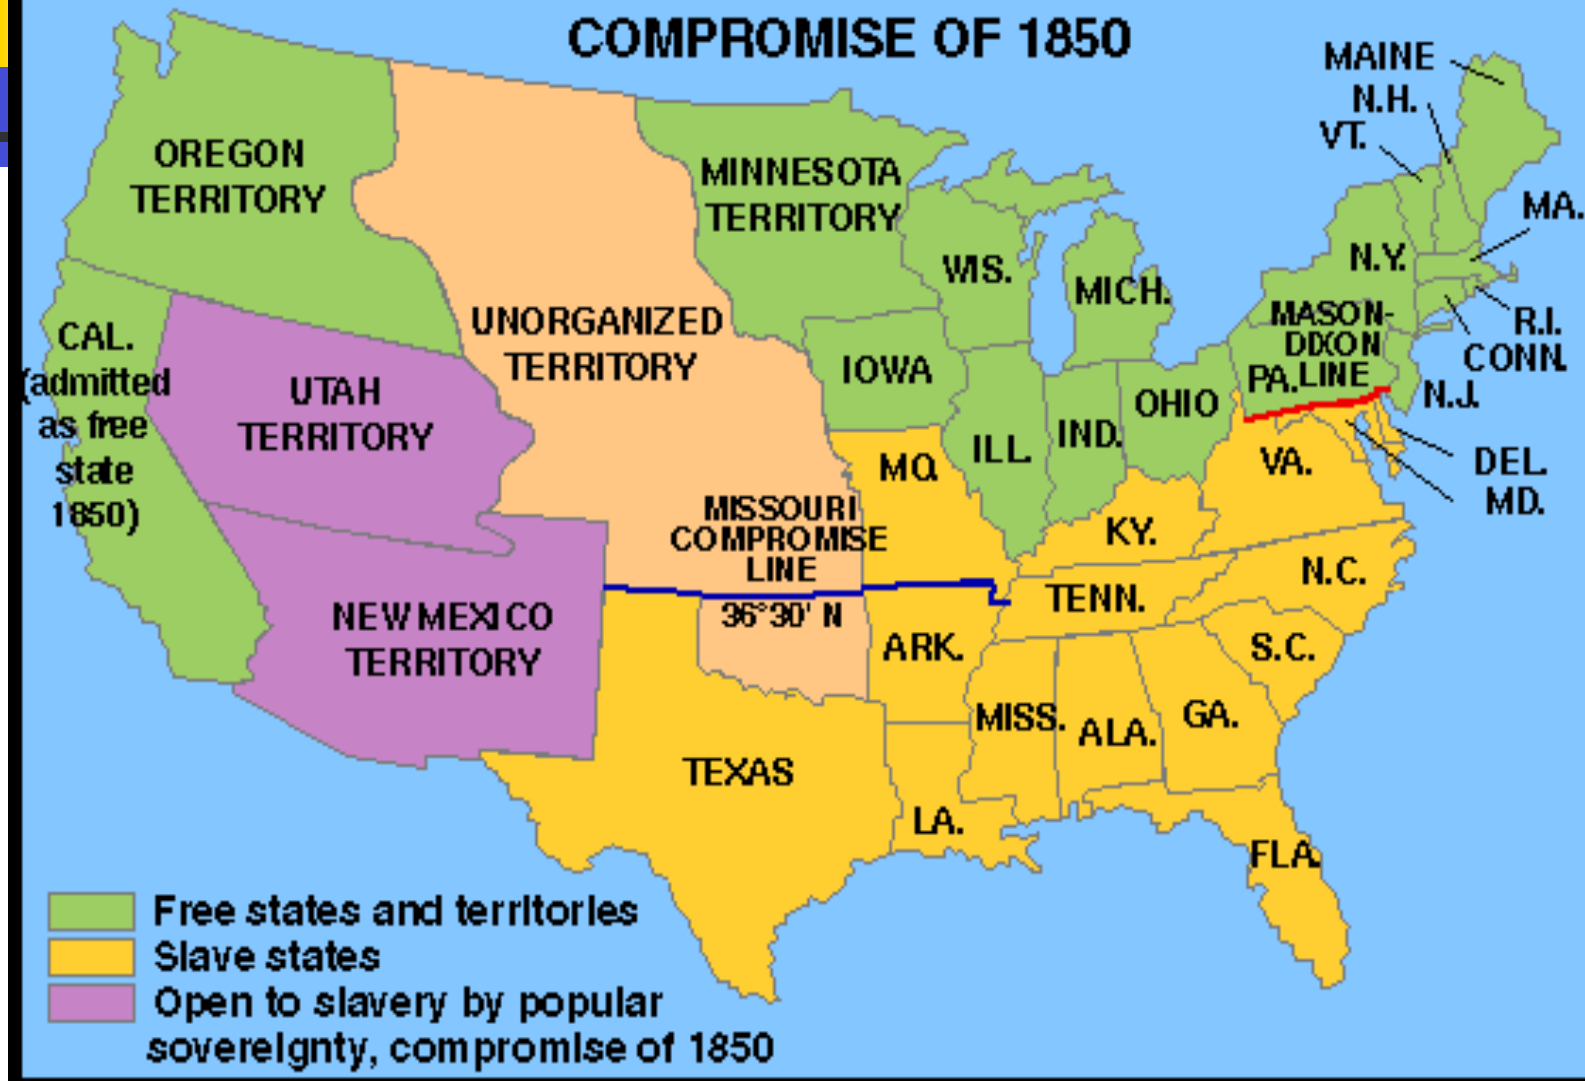 COMPROMISE OF 1850
MAINE
N.H.
VT.
MA.
OREGON
TERRITORY
MINNESOTA
TERRITORY
WIS.
MICH.
N.Y.
MASON-
DIXON
LINE
PA.
R.I.
CONN.
N.J.
UNORGANIZED
TERRITORY
CAL.
(admitted
as free
state
1850)
UTAH
TERRITORY
IOWA
ILL.
IND.
OHIO
MO.
VA.
DEL.
MD.
MISSOURI
COMPROMISE
LINE
36°30' N
KY.
N.C.
TENN.
NEW MEXICO
TERRITORY
ARK.
S.C.
MISS.
ALA.
GA.
TEXAS
LA.
FLA.
Free states and territories
Slave states
Open to slavery by popular
sovereignty, compromise of 1850